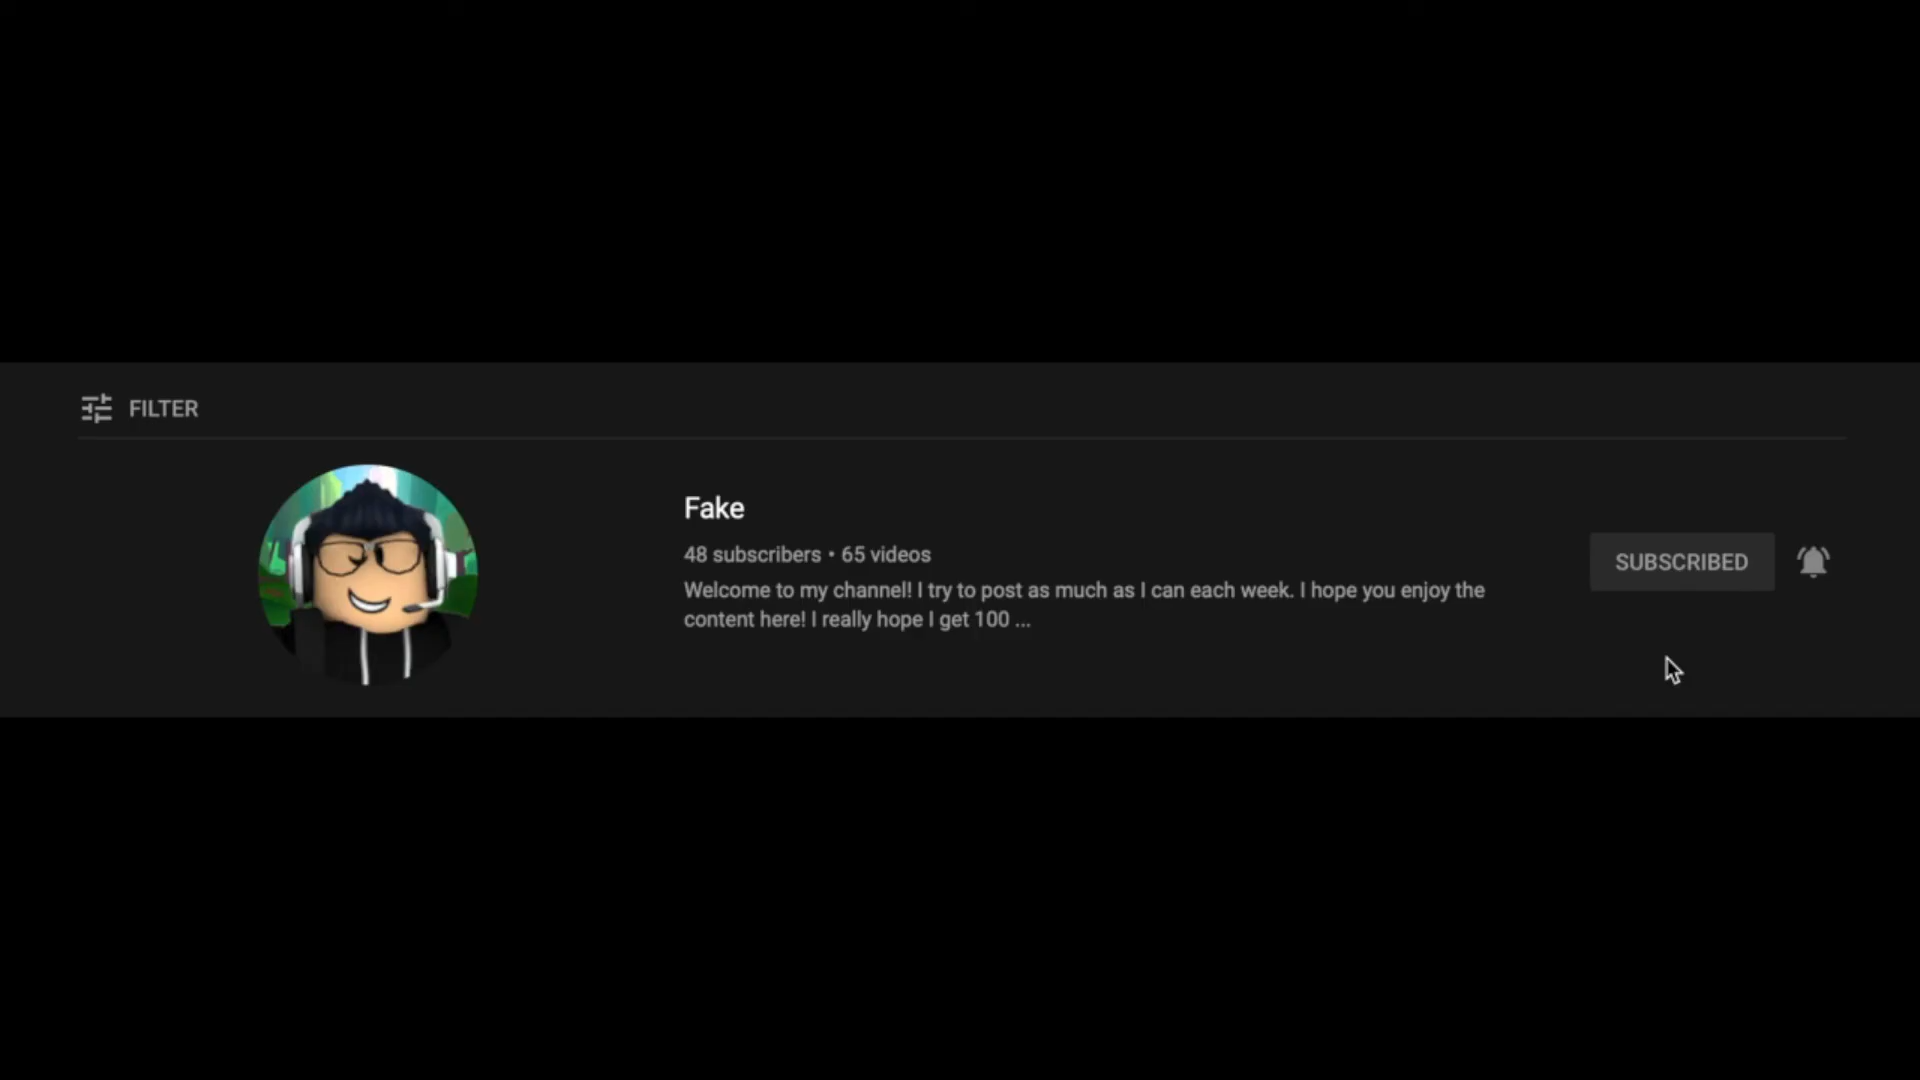 FILTER
Fake
48 subscribers • 65 videos
Welcome to my channel! I try to post as much as I can each week. I hope you enjoy the
content here! I really hope I get 100 ...
SUBSCRIBED